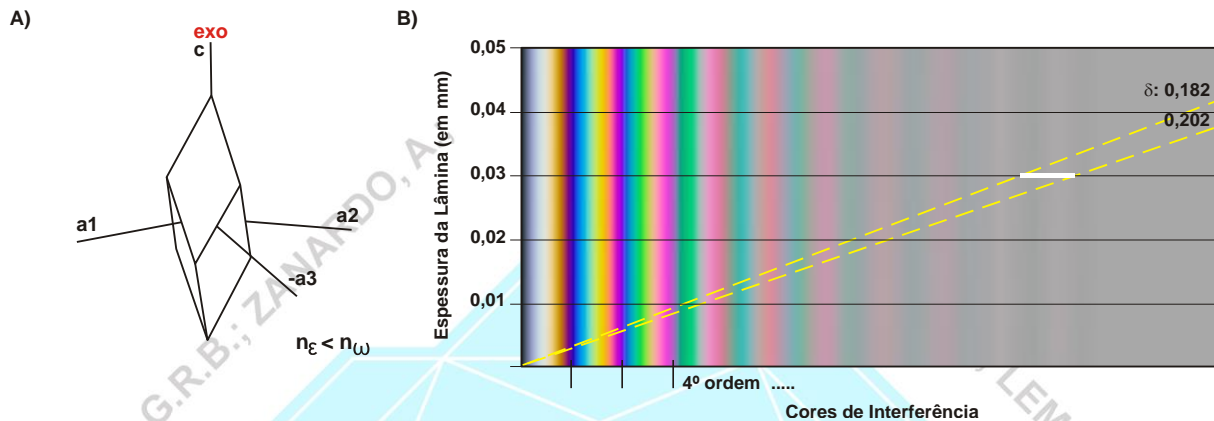 A)
exo
c
a1
a2
-a3
nε < nω
B)
Espessura da Lâmina (em mm)
0,05
0,04
0,03
0,02
0,01
δ: 0,182
0,202
4º ordem .....
Cores de Interferência
G.R.B.; ZANARDO, A.,
LEM